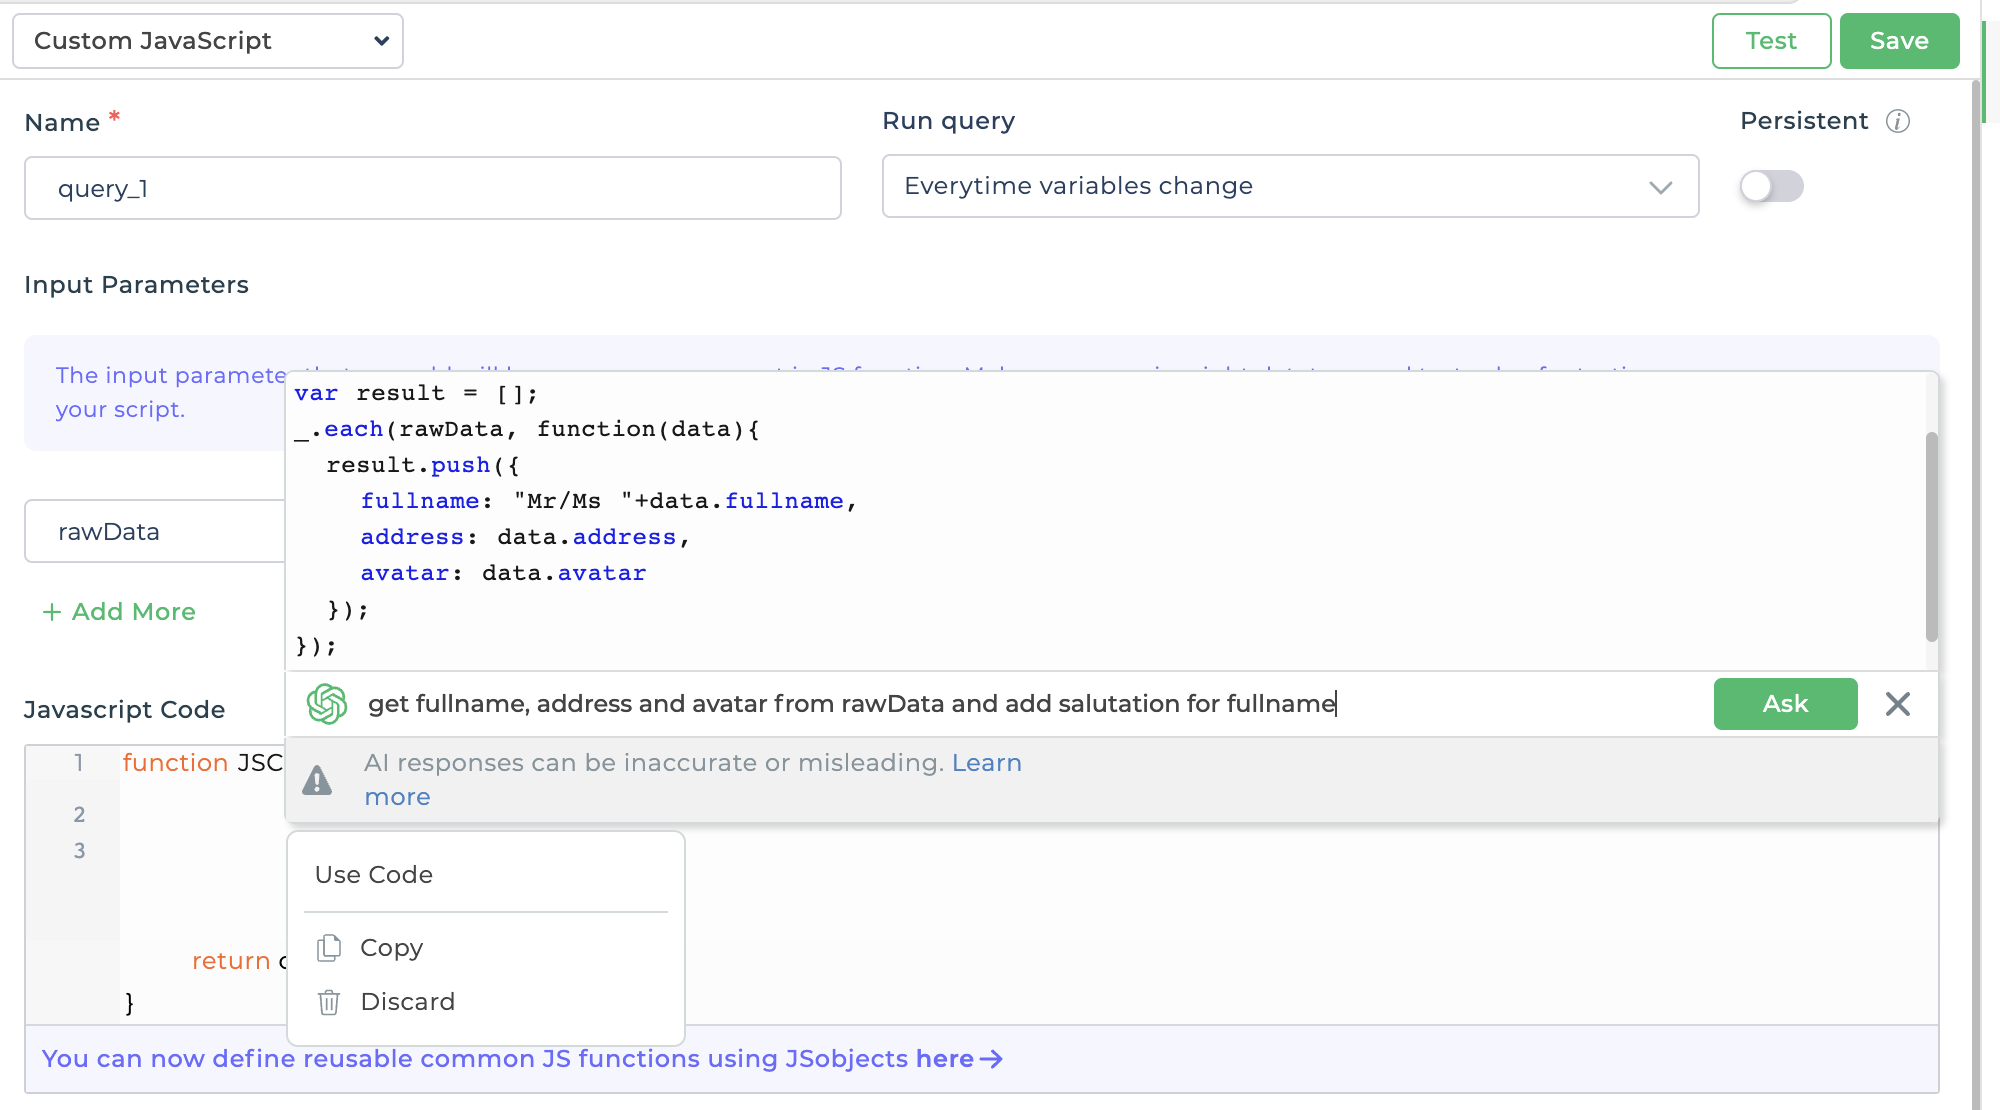 Custom JavaScript
Test
Save
Name *
Run query
Persistent
query_1
Everytime variables change
Input Parameters
The input
your script.
rawData
+ Add More
var result = [];
_.each(rawData, function(data){
result.push({
fullname: "Mr/Ms "+data.fullname,
address: data.address,
avatar: data.avatar
});
});
get fullname, address and avatar from rawData and add salutation for fullname
Ask
AI responses can be inaccurate or misleading. Learn
more
Javascript Code
1 function
2
3
return
}
Use Code
Copy
Discard
You can now define reusable common JS functions using JSobjects here→